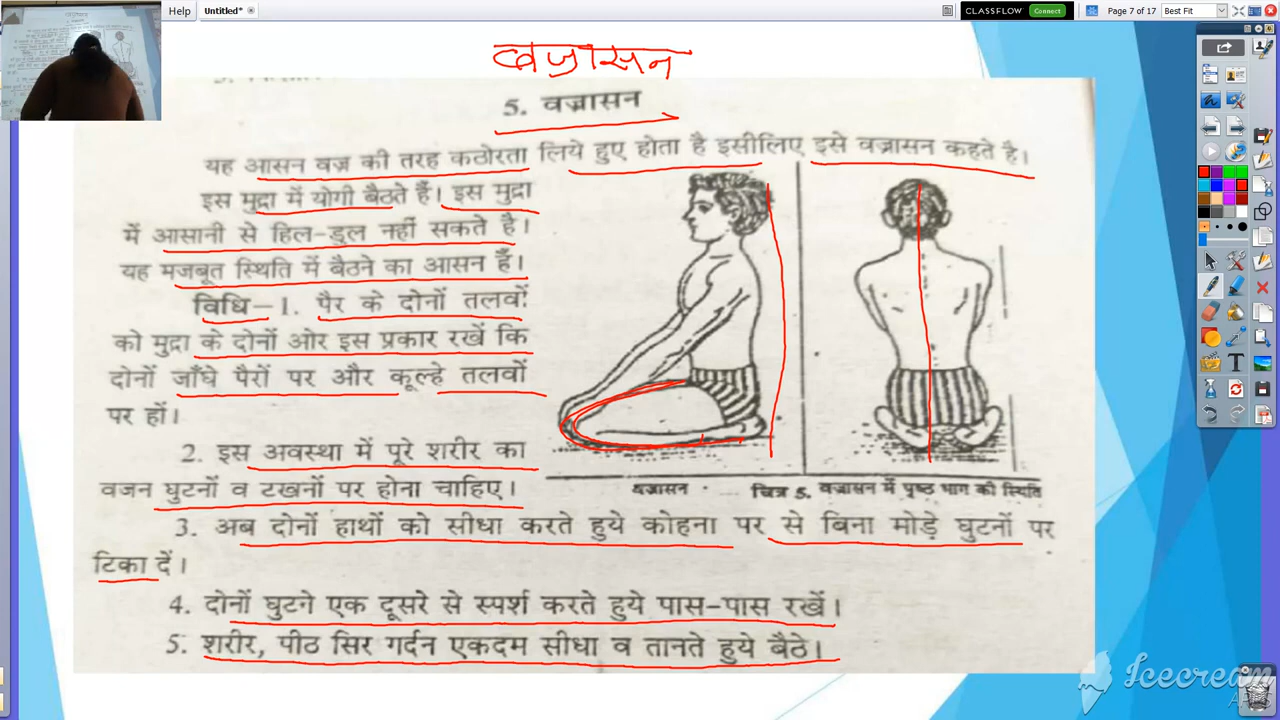 Help
Untitled*
CLASSFLOW Connect
Page 7 of 17
Best Fit
वज्रासन
5. वज्रासन
यह आसन वज्र की तरह कठोरता लिये हुए होता है इसीलिए इसे वज्रासन कहते है।
इस मुद्रा में योगी बैठते हैं। इस मुद्रा
में आसानी से हिल-डुल नहीं सकते है।
यह मजबूत स्थिति में बैठने का आसन हैं।
विधि– 1. पैर के दोनों तलवों
को मुद्रा के दोनों ओर इस प्रकार रखें कि
दोनों जाँघे पैरों पर और कूल्हे तलवों
पर हों।
2. इस अवस्था में पूरे शरीर का
वजन घुटनों व टखनों पर होना चाहिए।
वज्रासन
चित्र 5. वज्रासन में पृष्ठ भाग की स्थिति
3. अब दोनों हाथों को सीधा करते हुये कोहना पर से बिना मोड़े घुटनों पर
टिका दें।
4. दोनों घुटने एक दूसरे से स्पर्श करते हुये पास-पास रखें।
5. शरीर, पीठ सिर गर्दन एकदम सीधा व तानते हुये बैठे।
Icecream
APPS